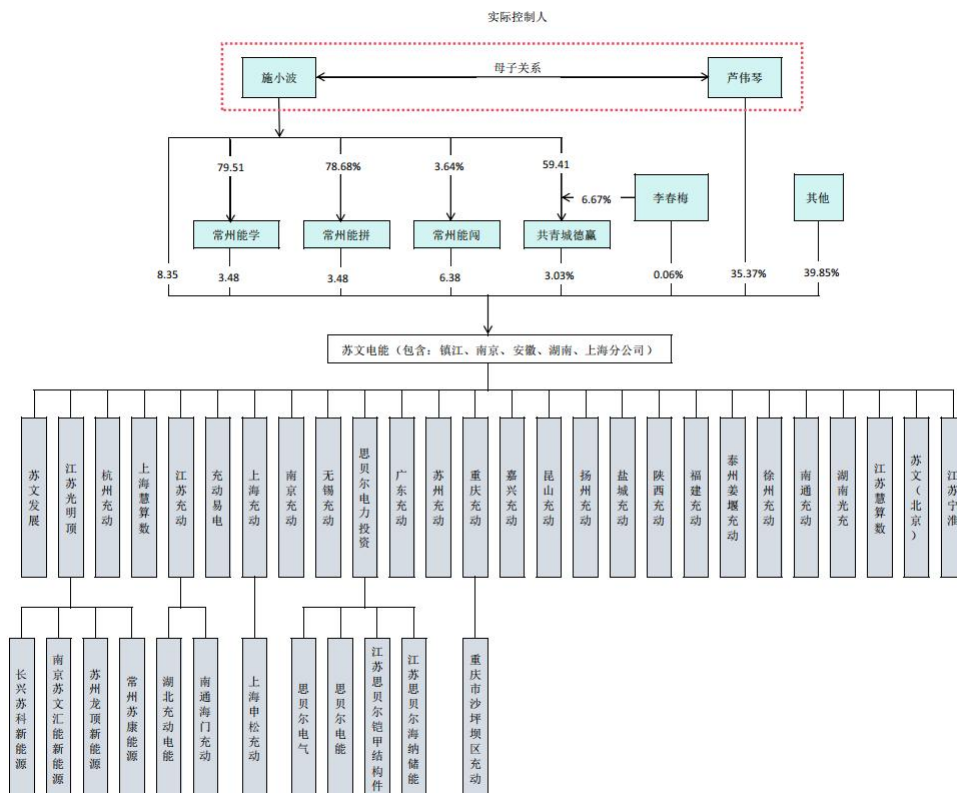 实际控制人
施小波
母子关系
芦伟琴
79.51
78.68%
3.64%
59.41
6.67%
李春梅
其他
常州能学
常州能拼
常州能闯
共青城德赢
8.35
3.48
3.48
6.38
3.03%
0.06%
35.37%
39.85%
苏文电能（包含：镇江、南京、安徽、湖南、上海分公司）
苏文发展
江苏光明顶
杭州充动
上海慧算数
江苏充动
充动易电
上海充动
南京充动
无锡充动
思贝尔电力投资
广东充动
苏州充动
重庆充动
嘉兴充动
昆山充动
扬州充动
盐城充动
陕西充动
福建充动
泰州姜堰充动
徐州充动
南通充动
湖南光充
江苏慧算数
苏文（北京）
江苏宁淮
长兴苏科新能源
南京苏文汇能新能源
苏州龙顶新能源
常州苏康能源
湖北充动电能
南通海门充动
上海申松充动
思贝尔电气
思贝尔电能
江苏思贝尔铠甲结构件
江苏思贝尔海纳储能
重庆市沙坪坝区充动